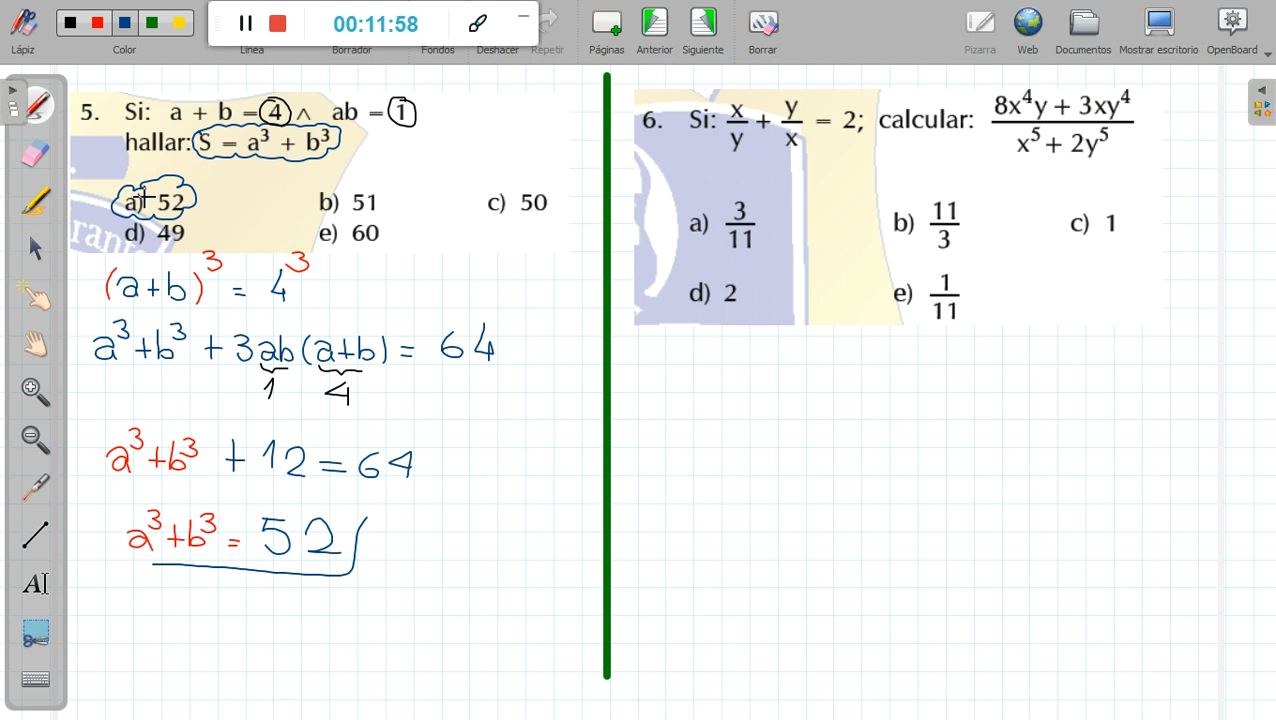 00:11:58
Lápiz
Color
Línea
Borrador
Fondos
Deshacer
Repetir
Páginas
Anterior
Siguiente
Borrar
Pizarra
Web
Documentos
Mostrar escritorio
OpenBoard
5. Si: a + b = 4 ∧ ab = 1
hallar: S = a³ + b³
a) 52 b) 51 c) 50
d) 49 e) 60
rant
(a+b)³ = 4³
a³+b³ + 3ab(a+b) = 64
1 4
a³+b³ + 12 = 64
a³+b³ = 52
6. Si: x/y + y/x = 2; calcular: (8x⁴y + 3xy⁴)/(x⁵ + 2y⁵)
a) 3/11 b) 11/3 c) 1
d) 2 e) 1/11